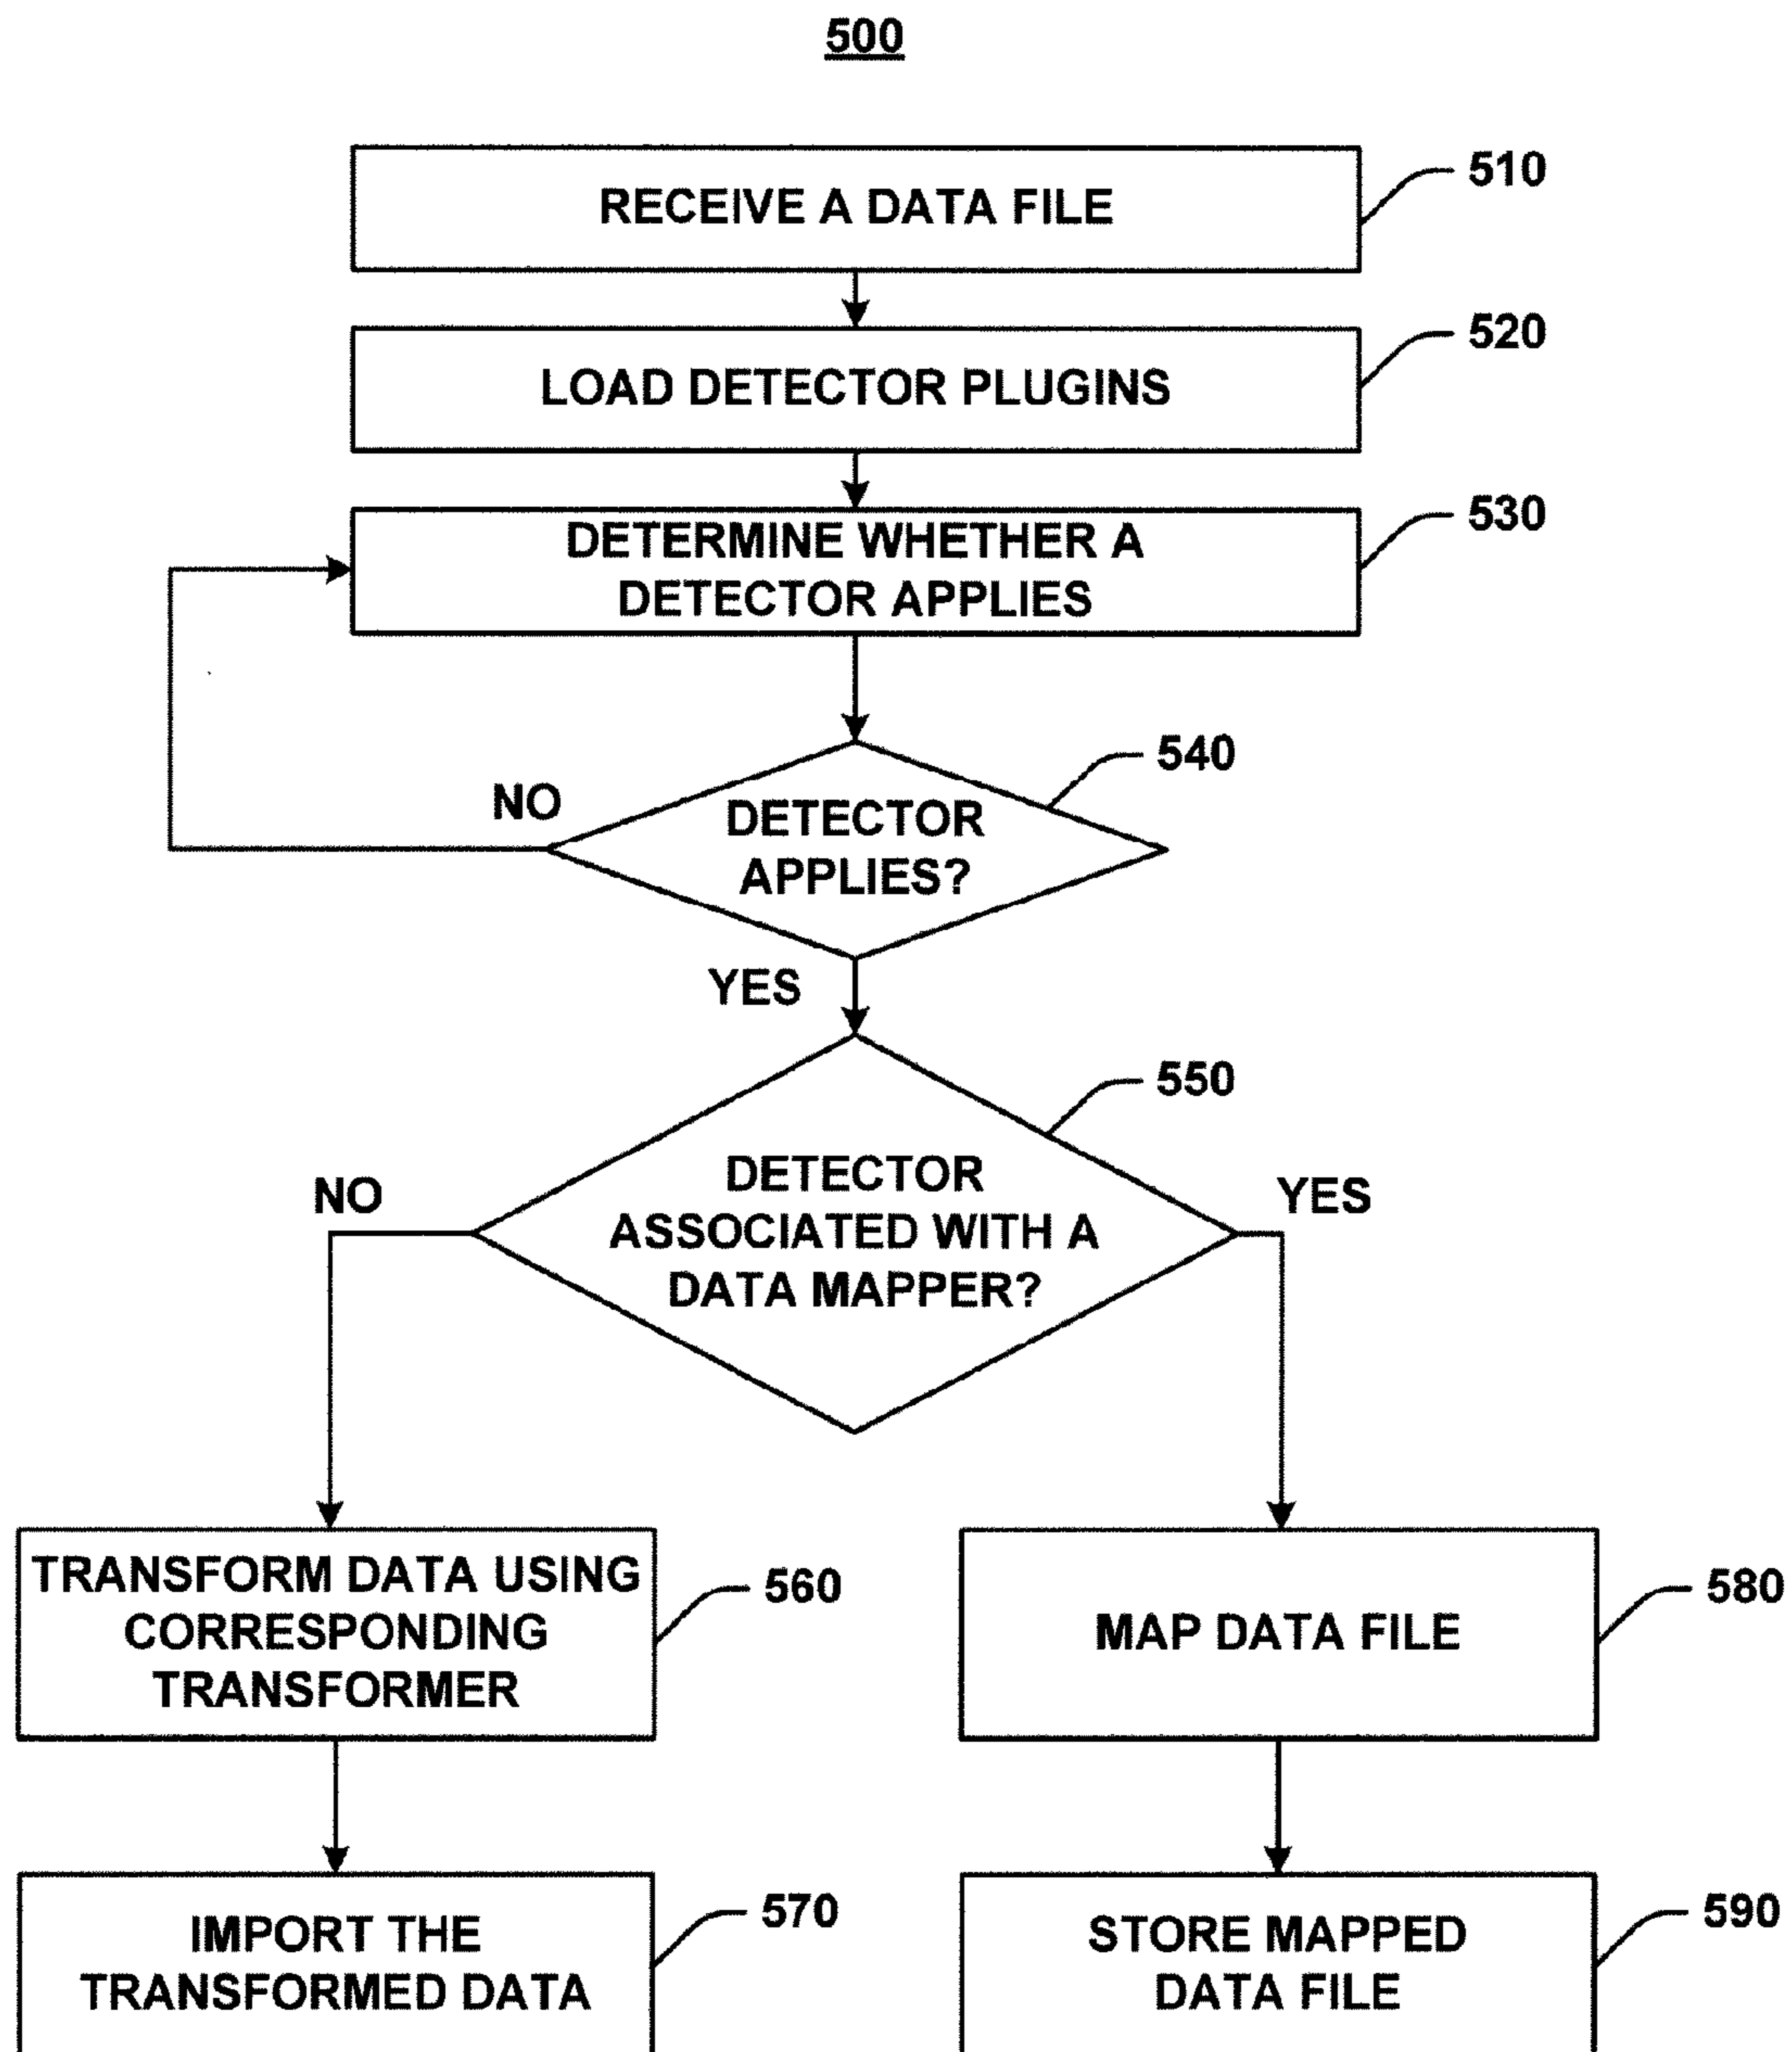 500
RECEIVE A DATA FILE
510
LOAD DETECTOR PLUGINS
520
DETERMINE WHETHER A
DETECTOR APPLIES
530
DETECTOR
APPLIES?
540
NO
YES
DETECTOR
ASSOCIATED WITH A
DATA MAPPER?
550
NO
YES
TRANSFORM DATA USING
CORRESPONDING
TRANSFORMER
560
MAP DATA FILE
580
IMPORT THE
TRANSFORMED DATA
570
STORE MAPPED
DATA FILE
590